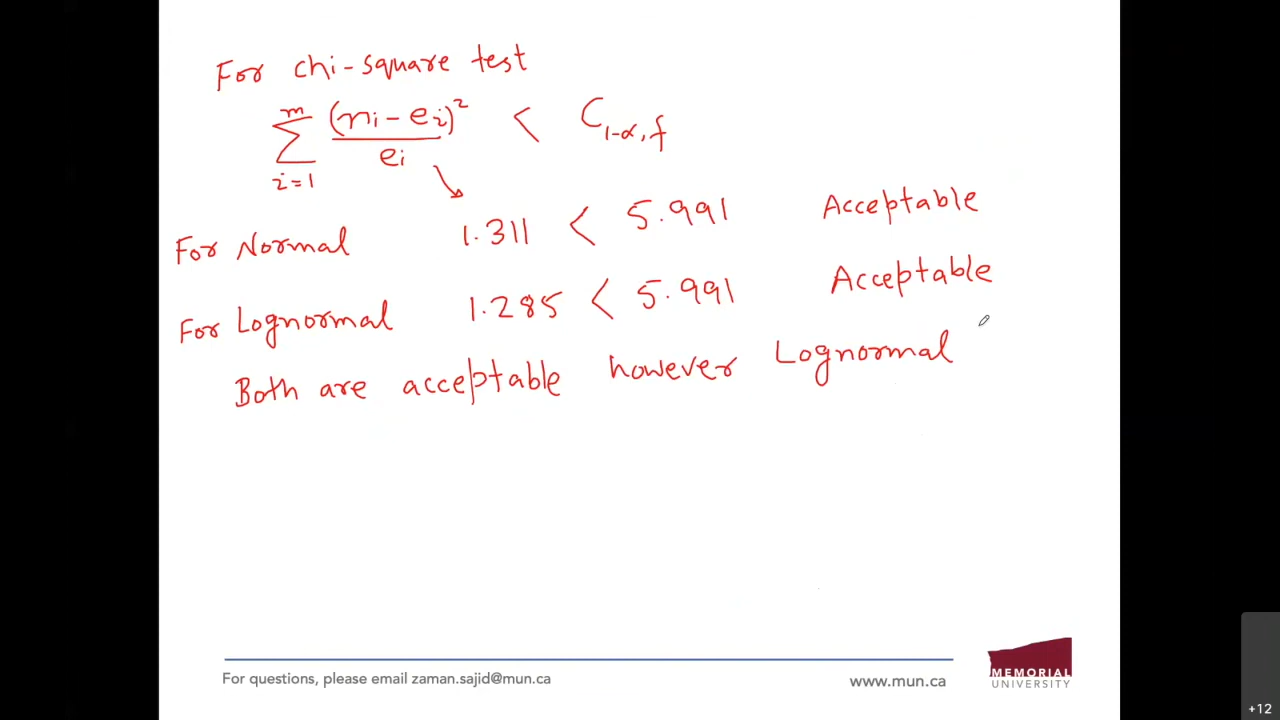 For chi-square test
m
∑ (ni - ei)² / ei < C1-α, f
i=1
For Normal 1.311 < 5.991 Acceptable
For Lognormal 1.285 < 5.991 Acceptable
Both are acceptable however Lognormal
For questions, please email zaman.sajid@mun.ca
www.mun.ca
MEMORIAL
UNIVERSITY
+12